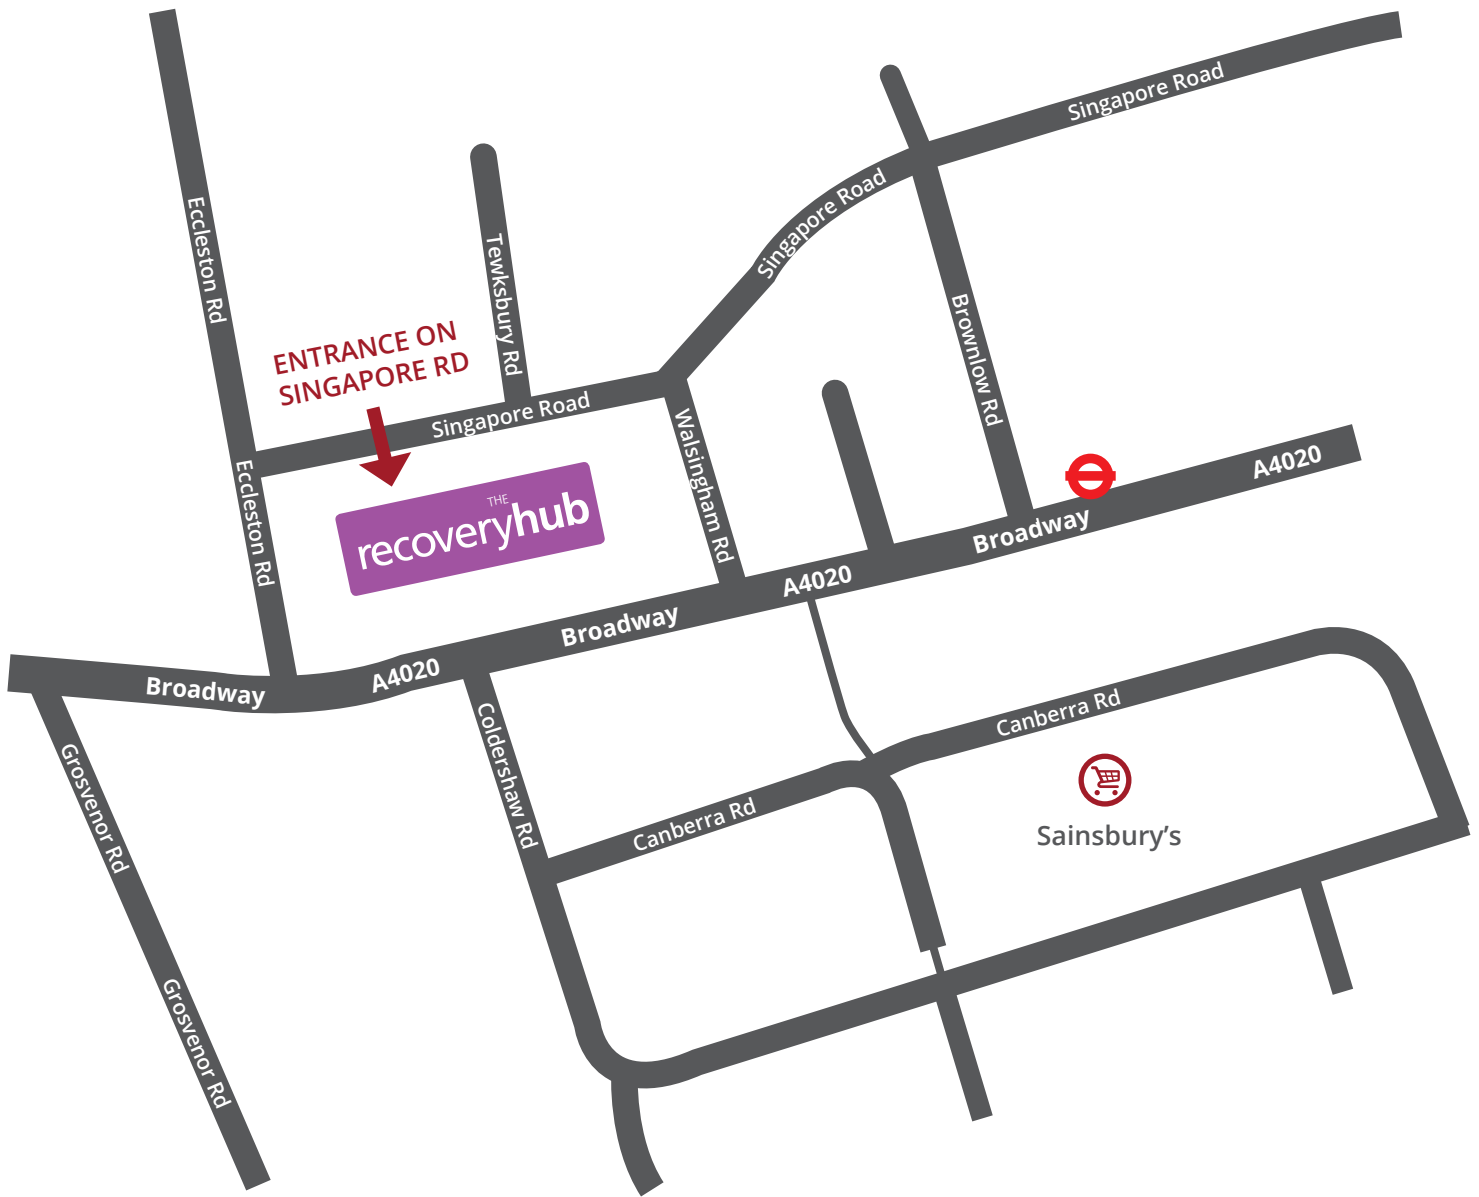 Singapore Road
Singapore Road
Eccleston Rd
Tewksbury Rd
Brownlow Rd
ENTRANCE ON
SINGAPORE RD
Singapore Road
Walsingham Rd
Eccleston Rd
THE
recoveryhub
A4020
Broadway
A4020
Broadway
A4020
Broadway
Coldershaw Rd
Canberra Rd
Grosvenor Rd
Canberra Rd
Sainsbury’s
Grosvenor Rd